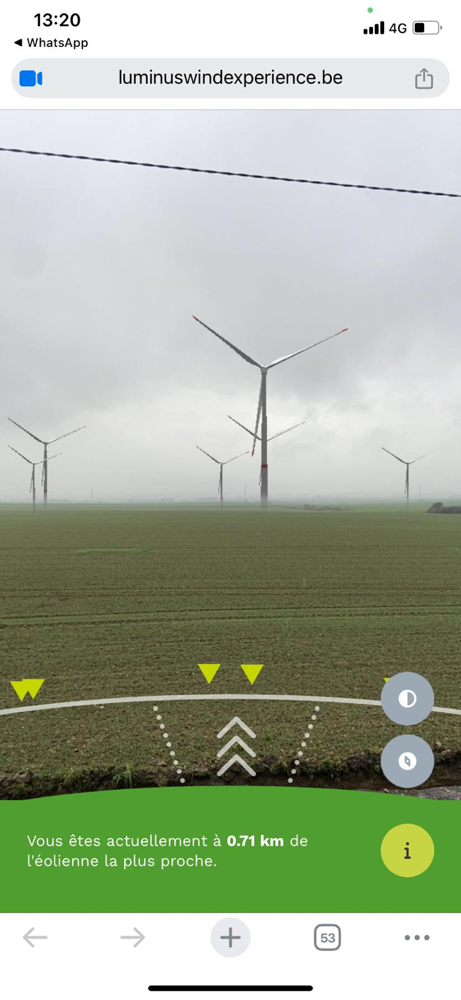 13:20
4G
◀ WhatsApp
luminuswindexperience.be
Vous êtes actuellement à 0.71 km de
l'éolienne la plus proche.
i
53